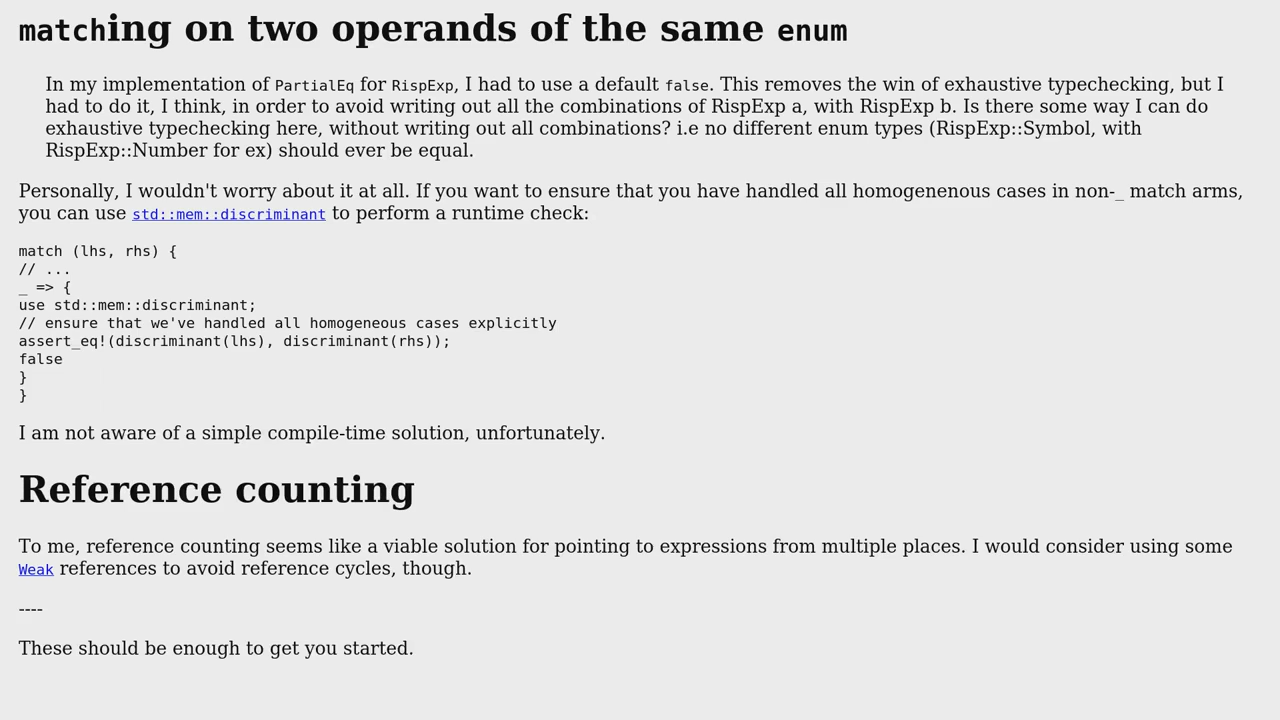 matching on two operands of the same enum
In my implementation of PartialEq for RispExp, I had to use a default false. This removes the win of exhaustive typechecking, but I
had to do it, I think, in order to avoid writing out all the combinations of RispExp a, with RispExp b. Is there some way I can do
exhaustive typechecking here, without writing out all combinations? i.e no different enum types (RispExp::Symbol, with
RispExp::Number for ex) should ever be equal.
Personally, I wouldn't worry about it at all. If you want to ensure that you have handled all homogenenous cases in non-_ match arms,
you can use std::mem::discriminant to perform a runtime check:
match (lhs, rhs) {
// ...
_ => {
use std::mem::discriminant;
// ensure that we've handled all homogeneous cases explicitly
assert_eq!(discriminant(lhs), discriminant(rhs));
false
}
}
I am not aware of a simple compile-time solution, unfortunately.
Reference counting
To me, reference counting seems like a viable solution for pointing to expressions from multiple places. I would consider using some
Weak references to avoid reference cycles, though.
----
These should be enough to get you started.